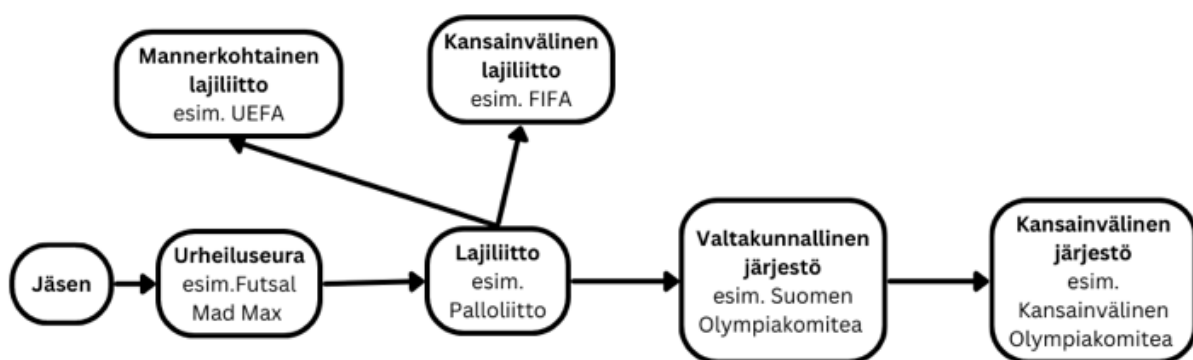 Mannerkohtainen
lajiliitto
esim. UEFA
Kansainvälinen
lajiliitto
esim. FIFA
Jäsen
Urheiluseura
esim.Futsal
Mad Max
Lajiliitto
esim.
Palloliitto
Valtakunnallinen
järjestö
esim. Suomen
Olympiakomitea
Kansainvälinen
järjestö
esim.
Kansainvälinen
Olympiakomitea